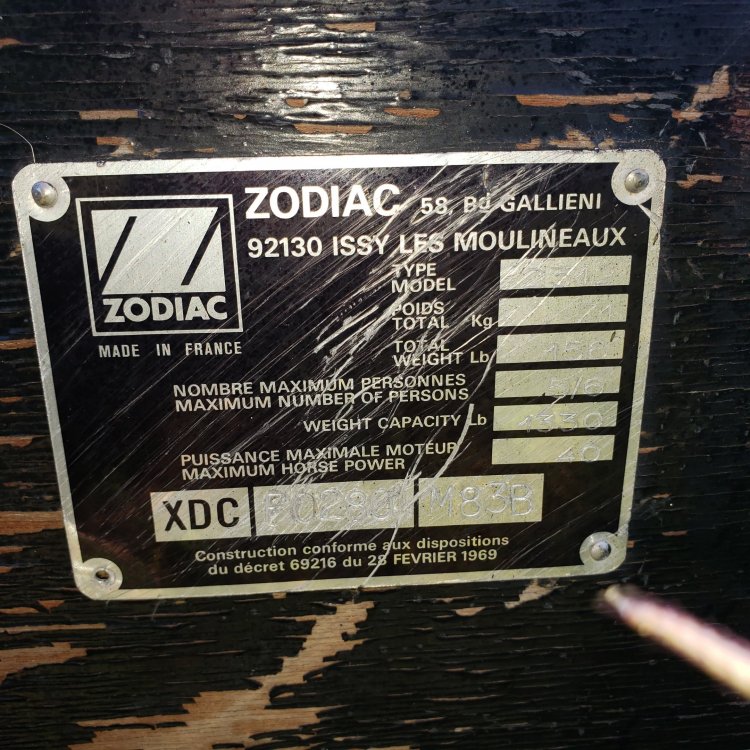 ZODIAC 58, Bd GALLIENI
92130 ISSY LES MOULINEAUX
ZODIAC
MADE IN FRANCE
TYPE
MODEL
POIDS
TOTAL Kg
TOTAL
WEIGHT Lb
NOMBRE MAXIMUM PERSONNES
MAXIMUM NUMBER OF PERSONS 5/6
WEIGHT CAPACITY Lb 1330
PUISSANCE MAXIMALE MOTEUR
MAXIMUM HORSE POWER 40
XDC M83B
Construction conforme aux dispositions
du décret 69216 du 28 FEVRIER 1969